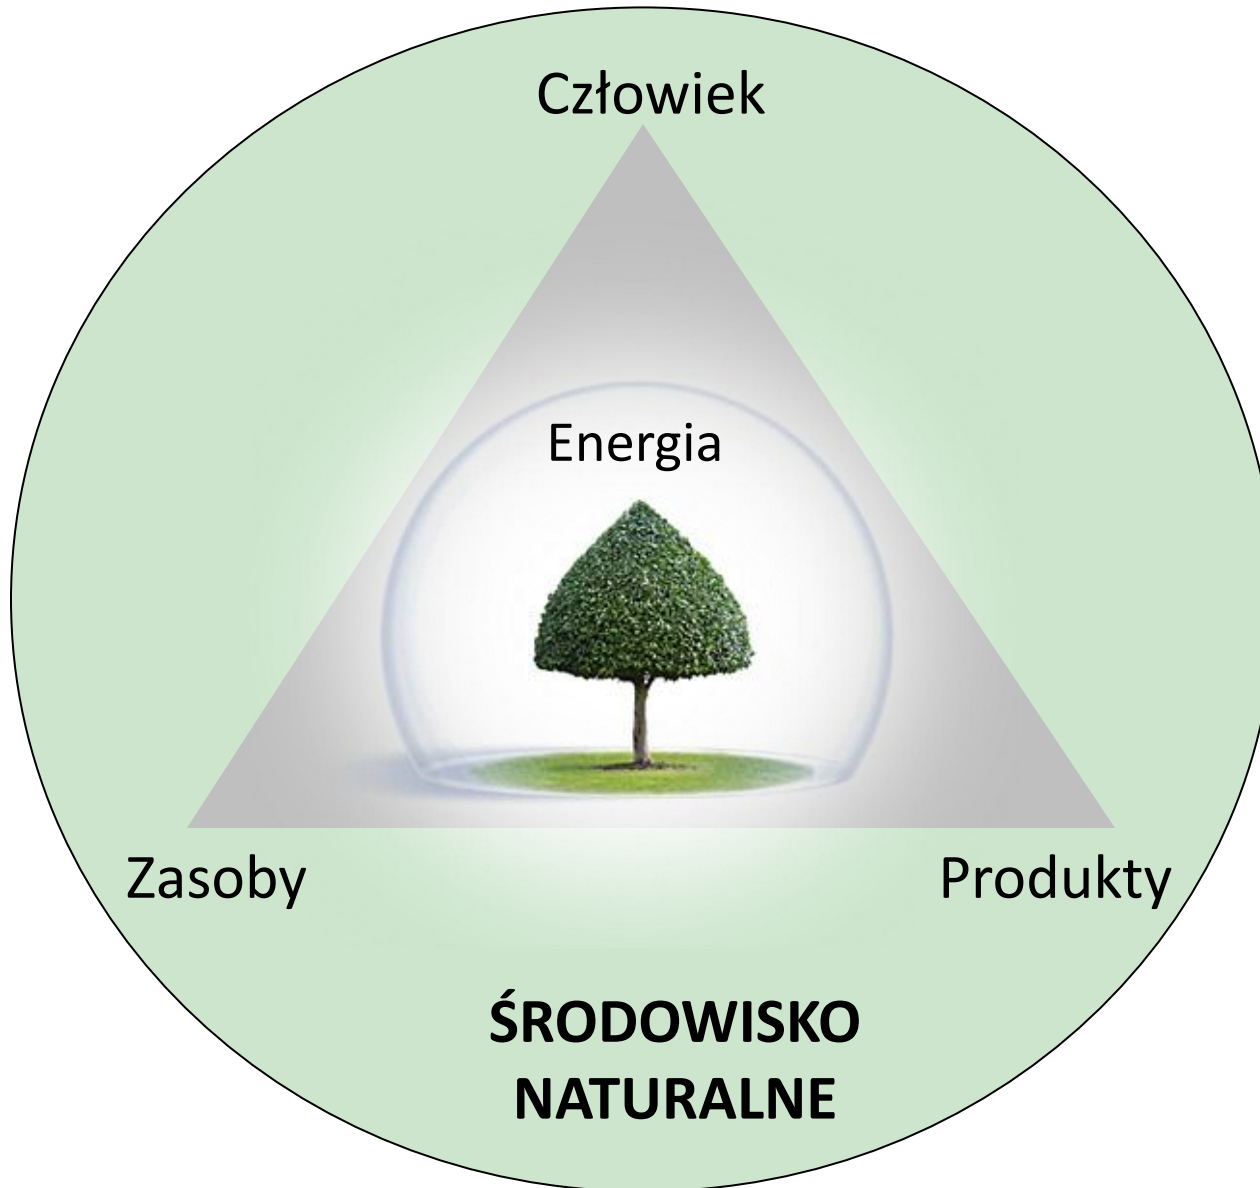 Człowiek
Energia
Zasoby
Produkty
ŚRODOWISKO
NATURALNE